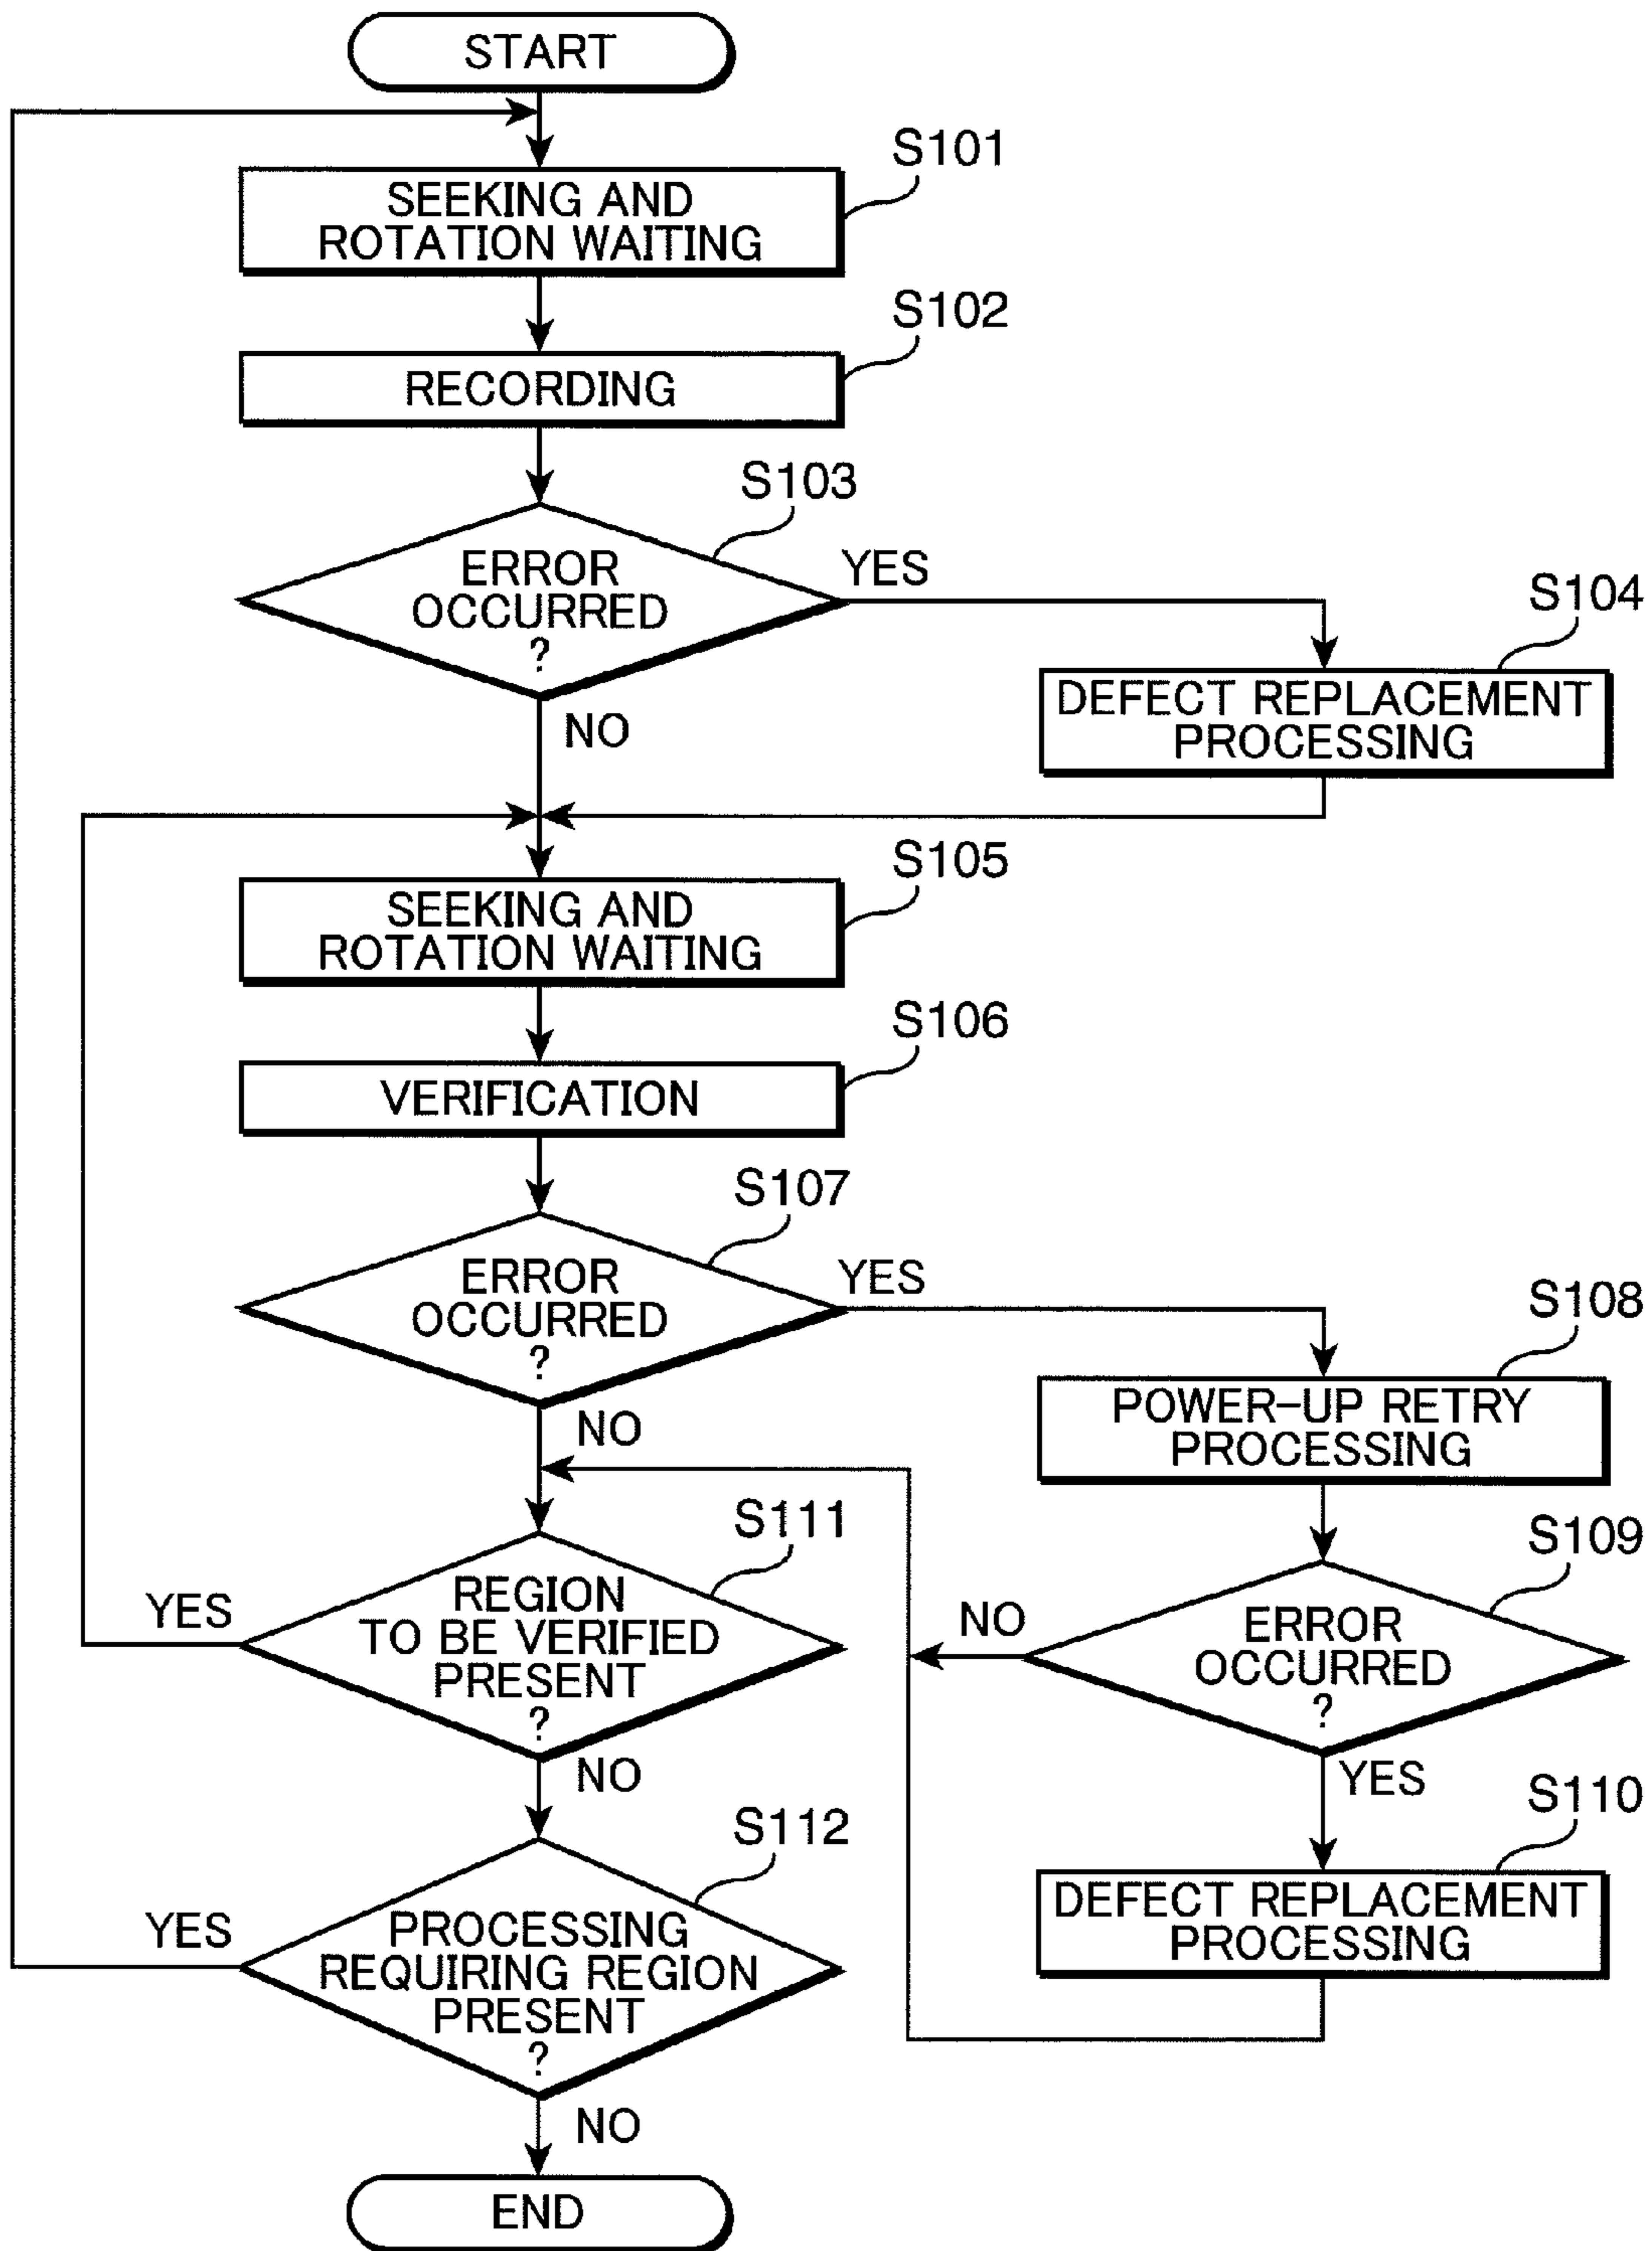 START
S101
SEEKING AND
ROTATION WAITING
S102
RECORDING
S103
ERROR
OCCURRED
?
YES
NO
S104
DEFECT REPLACEMENT
PROCESSING
S105
SEEKING AND
ROTATION WAITING
S106
VERIFICATION
S107
ERROR
OCCURRED
?
YES
NO
S108
POWER-UP RETRY
PROCESSING
S109
ERROR
OCCURRED
?
NO
YES
S110
DEFECT REPLACEMENT
PROCESSING
S111
REGION
TO BE VERIFIED
PRESENT
?
YES
NO
S112
PROCESSING
REQUIRING REGION
PRESENT
?
YES
NO
END